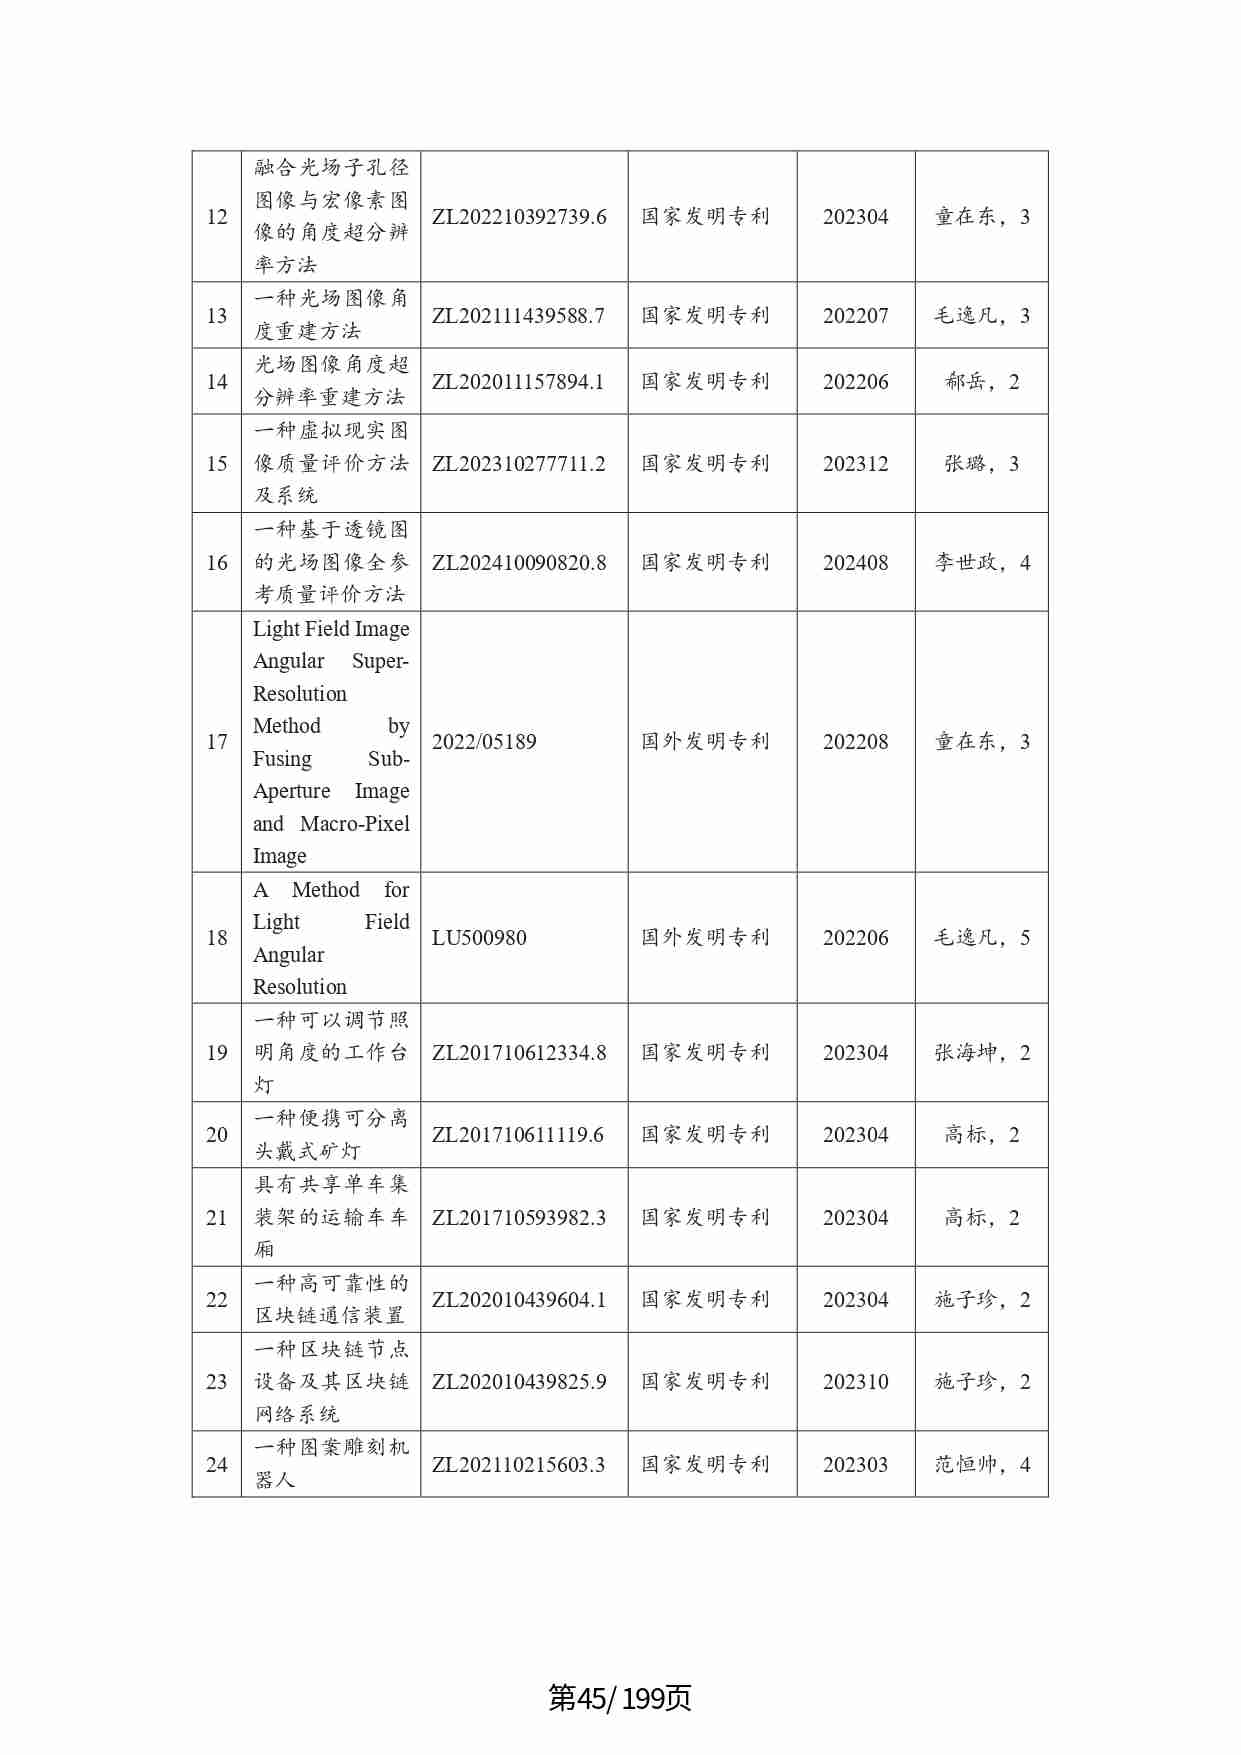 融合光场子孔径
图像与宏像素图
12 ZL202210392739.6 国家发明专利 202304 童在东，3
像的角度超分辨
率方法
一种光场图像角
13 ZL202111439588.7 国家发明专利 202207 毛逸凡，3
度重建方法
光场图像角度超
14 ZL202011157894.1 国家发明专利 202206 郝岳，2
分辨率重建方法
一种虚拟现实图
15 像质量评价方法 ZL202310277711.2 国家发明专利 202312 张璐，3
及系统
一种基于透镜图
16 的光场图像全参 ZL202410090820.8 国家发明专利 202408 李世政，4
考质量评价方法
Light Field Image
Angular Super-
Resolution
Method by
17 2022/05189 国外发明专利 202208 童在东，3
Fusing Sub-
Aperture Image
and Macro-Pixel
Image
A Method for
Light Field
18 LU500980 国外发明专利 202206 毛逸凡，5
Angular
Resolution
一种可以调节照
19 明角度的工作台 ZL201710612334.8 国家发明专利 202304 张海坤，2
灯
一种便携可分离
20 ZL201710611119.6 国家发明专利 202304 高标，2
头戴式矿灯
具有共享单车集
21 装架的运输车车 ZL201710593982.3 国家发明专利 202304 高标，2
厢
一种高可靠性的
22 ZL202010439604.1 国家发明专利 202304 施子珍，2
区块链通信装置
一种区块链节点
23 设备及其区块链 ZL202010439825.9 国家发明专利 202310 施子珍，2
网络系统
一种图案雕刻机
24 ZL202110215603.3 国家发明专利 202303 范恒帅，4
器人
第45/ 199页